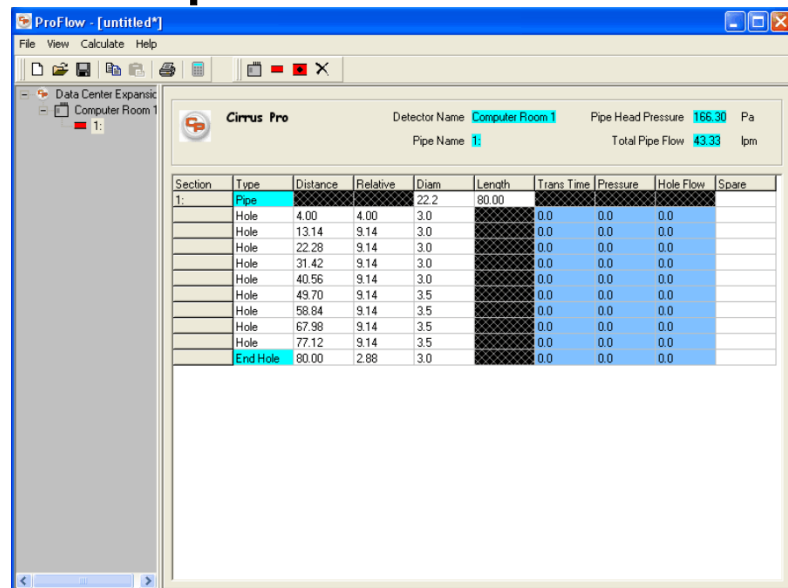 ProFlow - [untitled*]
File View Calculate Help
Data Center Expansic
Computer Room 1
1:
Cirrus Pro
Detector Name Computer Room 1 Pipe Head Pressure 166.30 Pa
Pipe Name 1: Total Pipe Flow 43.33 lpm
Section Type Distance Relative Diam Length Trans Time Pressure Hole Flow Spare
1: Pipe 22.2 80.00
Hole 4.00 4.00 3.0 0.0 0.0 0.0
Hole 13.14 9.14 3.0 0.0 0.0 0.0
Hole 22.28 9.14 3.0 0.0 0.0 0.0
Hole 31.42 9.14 3.0 0.0 0.0 0.0
Hole 40.56 9.14 3.0 0.0 0.0 0.0
Hole 49.70 9.14 3.5 0.0 0.0 0.0
Hole 58.84 9.14 3.5 0.0 0.0 0.0
Hole 67.98 9.14 3.5 0.0 0.0 0.0
Hole 77.12 9.14 3.5 0.0 0.0 0.0
End Hole 80.00 2.88 3.0 0.0 0.0 0.0